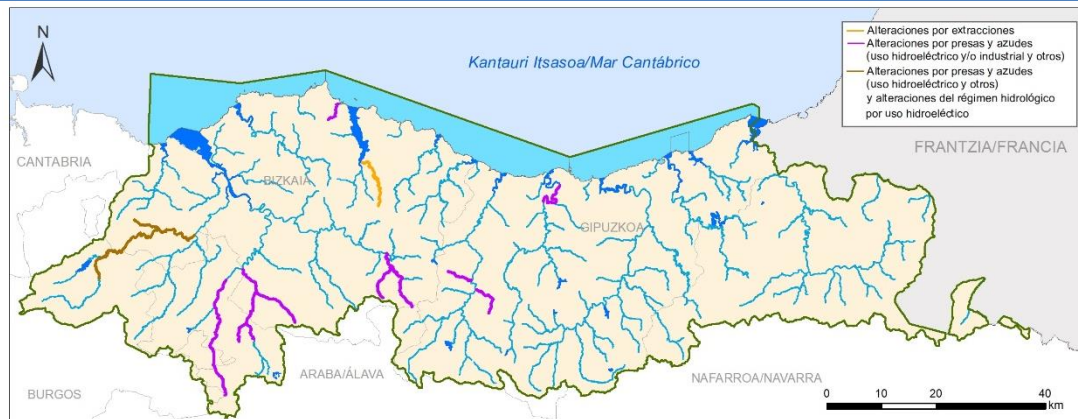 N
Kantauri Itsasoa/Mar Cantábrico
Alteraciones por extracciones
Alteraciones por presas y azudes
(uso hidroeléctrico y/o industrial y otros)
Alteraciones por presas y azudes
(uso hidroeléctrico y otros)
y alteraciones del régimen hidrológico
por uso hidroeléctico
CANTABRIA
FRANTZIA/FRANCIA
BIZKAIA
GIPUZKOA
ARABA/ÁLAVA
NAFARROA/NAVARRA
BURGOS
0 10 20 30 40
km